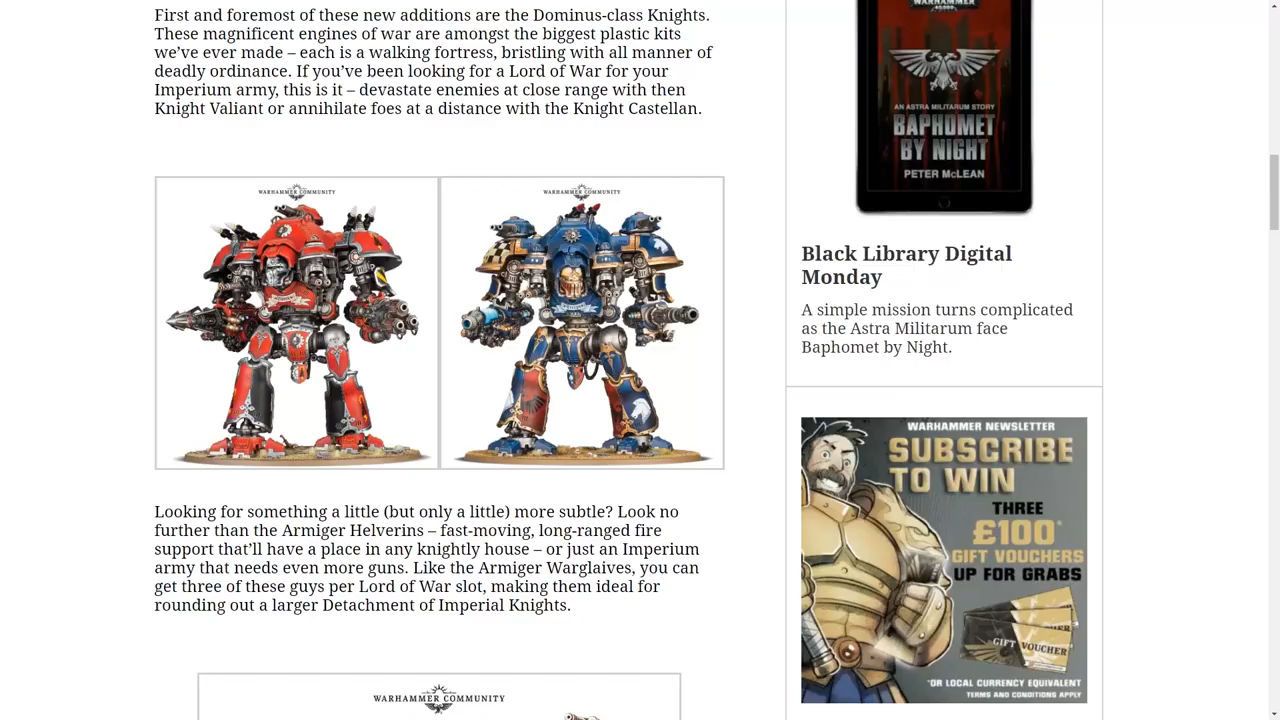 First and foremost of these new additions are the Dominus-class Knights.
These magnificent engines of war are amongst the biggest plastic kits
we’ve ever made – each is a walking fortress, bristling with all manner of
deadly ordinance. If you’ve been looking for a Lord of War for your
Imperium army, this is it – devastate enemies at close range with then
Knight Valiant or annihilate foes at a distance with the Knight Castellan.
WARHAMMER COMMUNITY
WARHAMMER COMMUNITY
Looking for something a little (but only a little) more subtle? Look no
further than the Armiger Helverins – fast-moving, long-ranged fire
support that’ll have a place in any knightly house – or just an Imperium
army that needs even more guns. Like the Armiger Warglaives, you can
get three of these guys per Lord of War slot, making them ideal for
rounding out a larger Detachment of Imperial Knights.
WARHAMMER COMMUNITY
WARHAMMER
40,000
AN ASTRA MILITARUM STORY
BAPHOMET
BY NIGHT
PETER McLEAN
Black Library Digital
Monday
A simple mission turns complicated
as the Astra Militarum face
Baphomet by Night.
WARHAMMER NEWSLETTER
SUBSCRIBE
TO WIN
THREE
£100*
GIFT VOUCHERS
UP FOR GRABS
GIFT VOUCHER
*OR LOCAL CURRENCY EQUIVALENT
TERMS AND CONDITIONS APPLY